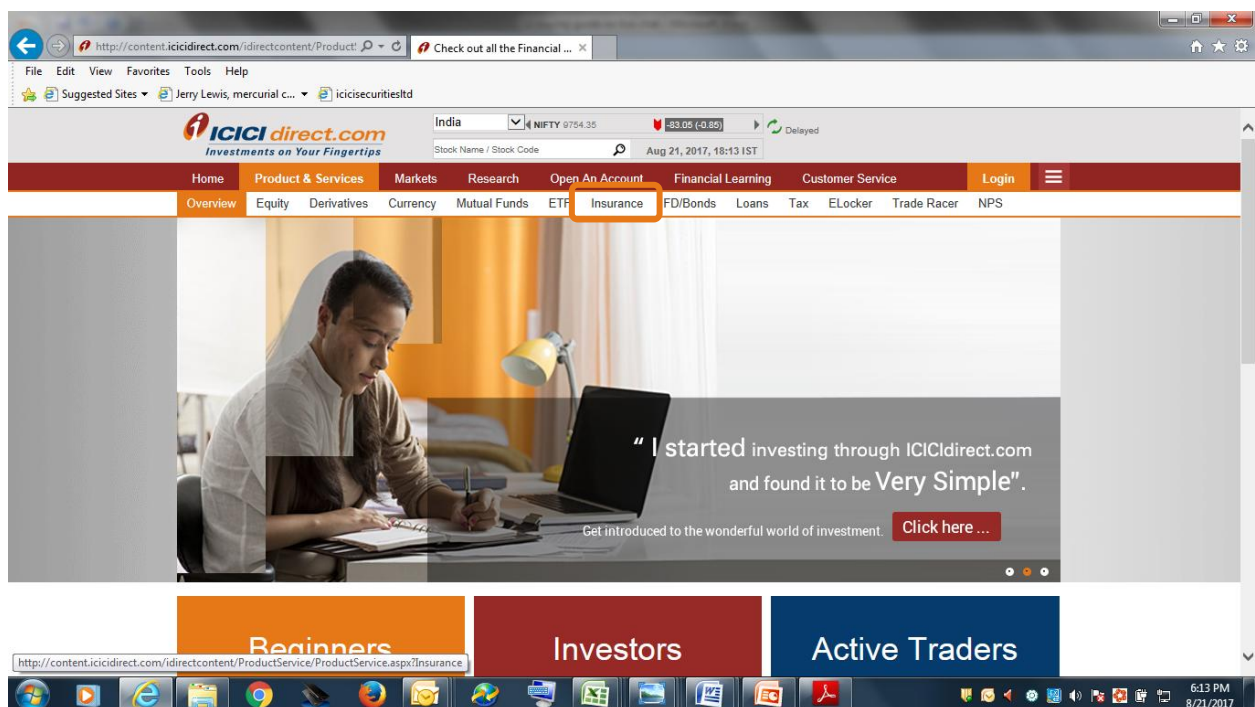 http://content.icicidirect.com/idirectcontent/Product!
Check out all the Financial ...
File Edit View Favorites Tools Help
Suggested Sites Jerry Lewis, mercurial c... icicisecuritiesltd
ICICI direct.com
Investments on Your Fingertips
India NIFTY 9754.35 -83.05 (-0.85) Delayed
Stock Name / Stock Code Aug 21, 2017, 18:13 IST
Home Product & Services Markets Research Open An Account Financial Learning Customer Service Login
Overview Equity Derivatives Currency Mutual Funds ETF Insurance FD/Bonds Loans Tax ELocker Trade Racer NPS
“ I started investing through ICICIdirect.com
and found it to be Very Simple”.
Get introduced to the wonderful world of investment. Click here ...
Beginners Investors Active Traders
http://content.icicidirect.com/idirectcontent/ProductService/ProductService.aspx?Insurance
6:13 PM
8/21/2017